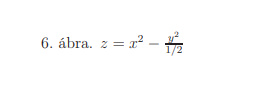 6. ábra. z = x² − y²/1/2